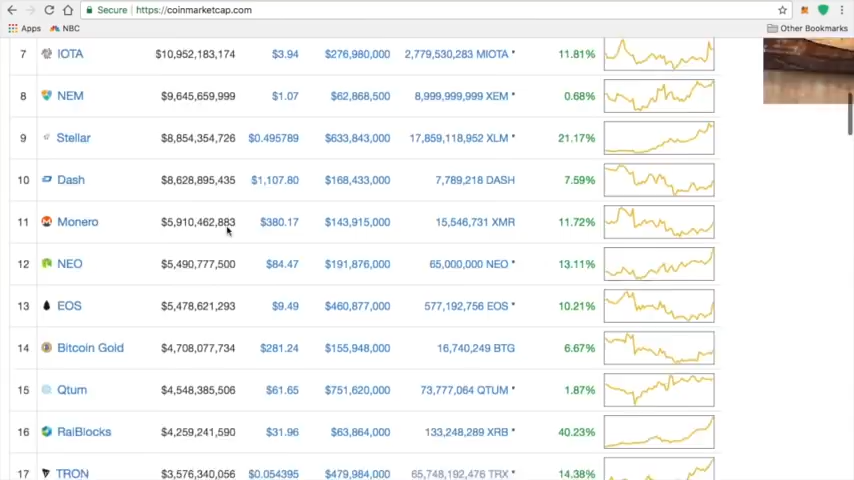 Secure https://coinmarketcap.com
Apps NBC Other Bookmarks
7 IOTA $10,952,183,174 $3.94 $276,980,000 2,779,530,283 MIOTA * 11.81%
8 NEM $9,645,659,999 $1.07 $62,868,500 8,999,999,999 XEM * 0.68%
9 Stellar $8,854,354,726 $0.495789 $633,843,000 17,859,118,952 XLM * 21.17%
10 Dash $8,628,895,435 $1,107.80 $168,433,000 7,789,218 DASH 7.59%
11 Monero $5,910,462,883 $380.17 $143,915,000 15,546,731 XMR 11.72%
12 NEO $5,490,777,500 $84.47 $191,876,000 65,000,000 NEO * 13.11%
13 EOS $5,478,621,293 $9.49 $460,877,000 577,192,756 EOS * 10.21%
14 Bitcoin Gold $4,708,077,734 $281.24 $155,948,000 16,740,249 BTG 6.67%
15 Qtum $4,548,385,506 $61.65 $751,620,000 73,777,064 QTUM * 1.87%
16 RaiBlocks $4,259,241,590 $31.96 $63,864,000 133,248,289 XRB * 40.23%
17 TRON $3,576,340,056 $0.054395 $479,984,000 65,748,192,476 TRX * 14.38%